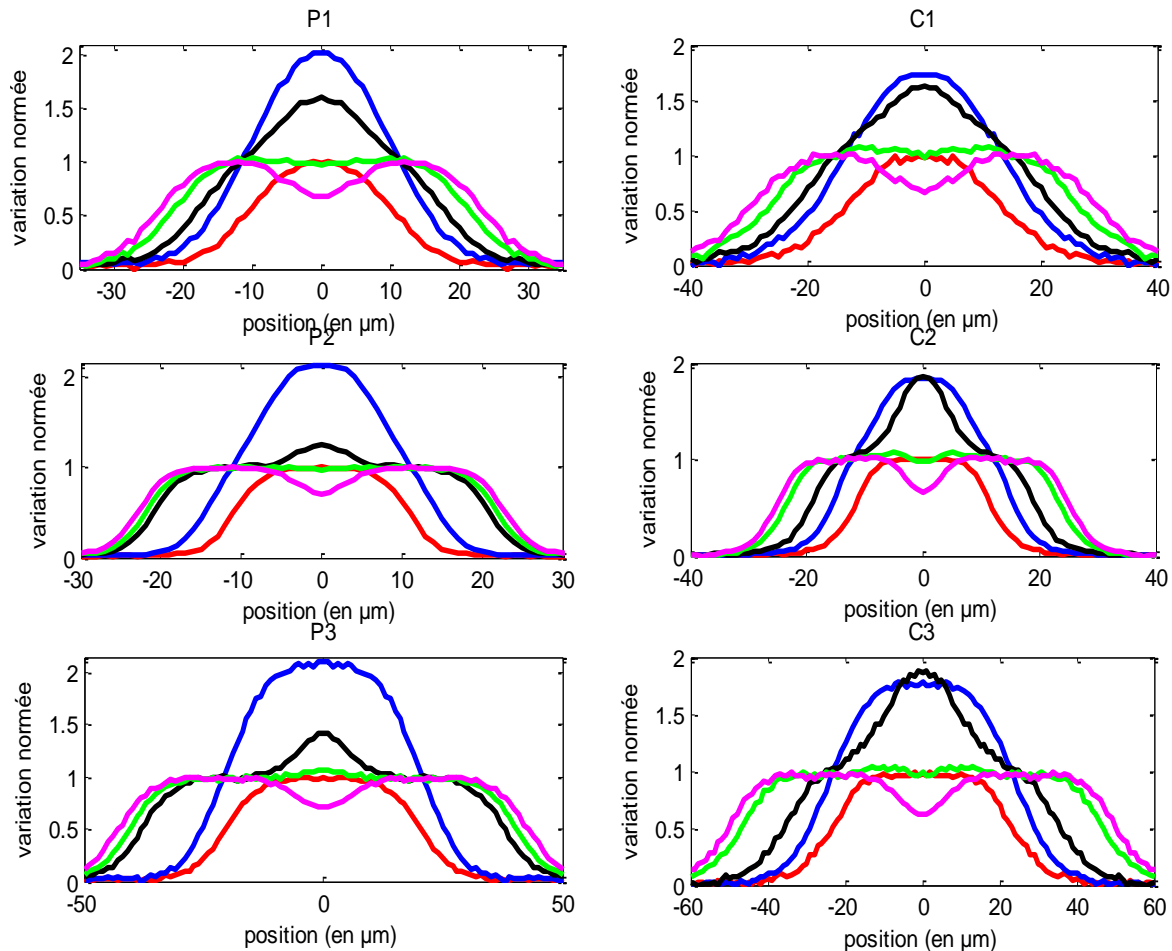 P1
variation normée
2
1.5
1
0.5
0
-30 -20 -10 0 10 20 30
position (en µm)
C1
variation normée
2
1.5
1
0.5
0
-40 -20 0 20 40
position (en µm)
P2
variation normée
2
1
0
-30 -20 -10 0 10 20 30
position (en µm)
C2
variation normée
2
1.5
1
0.5
0
-40 -20 0 20 40
position (en µm)
P3
variation normée
2
1.5
1
0.5
0
-50 0 50
position (en µm)
C3
variation normée
2
1.5
1
0.5
0
-60 -40 -20 0 20 40 60
position (en µm)